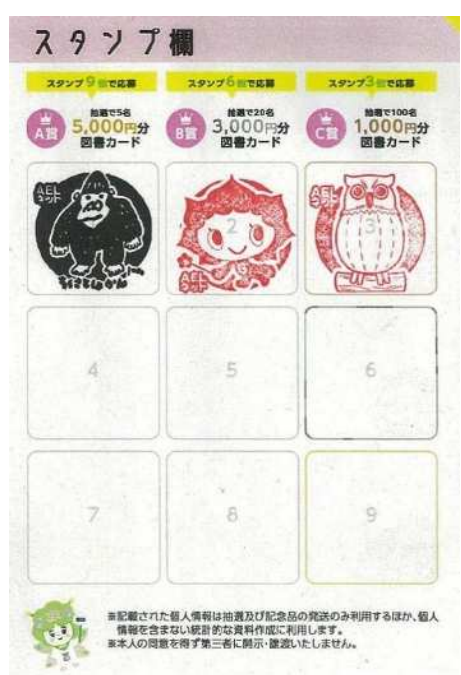 スタンプ欄
スタンプ9個で応募
スタンプ6個で応募
スタンプ3個で応募
A賞
抽選で5名
5,000円分
図書カード
B賞
抽選で20名
3,000円分
図書カード
C賞
抽選で100名
1,000円分
図書カード
AEL
ネット
AEL
ネット
2
AEL
ネット
3
4
5
6
7
8
9
※記載された個人情報は抽選及び記念品の発送のみ利用するほか、個人
情報を含まない統計的な資料作成に利用します。
※本人の同意を得ず第三者に開示・譲渡いたしません。